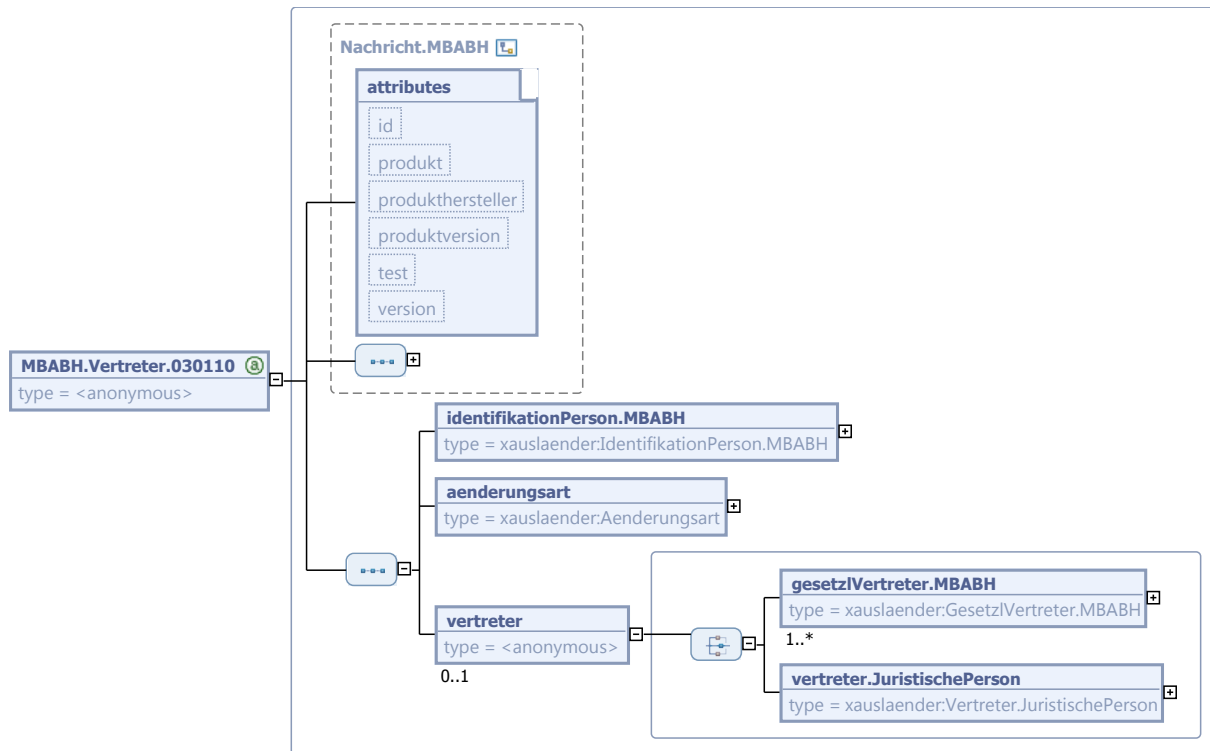 Nachricht.MBABH
attributes
id
produkt
produkthersteller
produktversion
test
version
MBABH.Vertreter.030110 a
type = <anonymous>
identifikationPerson.MBABH
type = xauslaender:IdentifikationPerson.MBABH
aenderungsart
type = xauslaender:Aenderungsart
vertreter
type = <anonymous>
0..1
gesetzlVertreter.MBABH
type = xauslaender:GesetzlVertreter.MBABH
1..*
vertreter.JuristischePerson
type = xauslaender:Vertreter.JuristischePerson